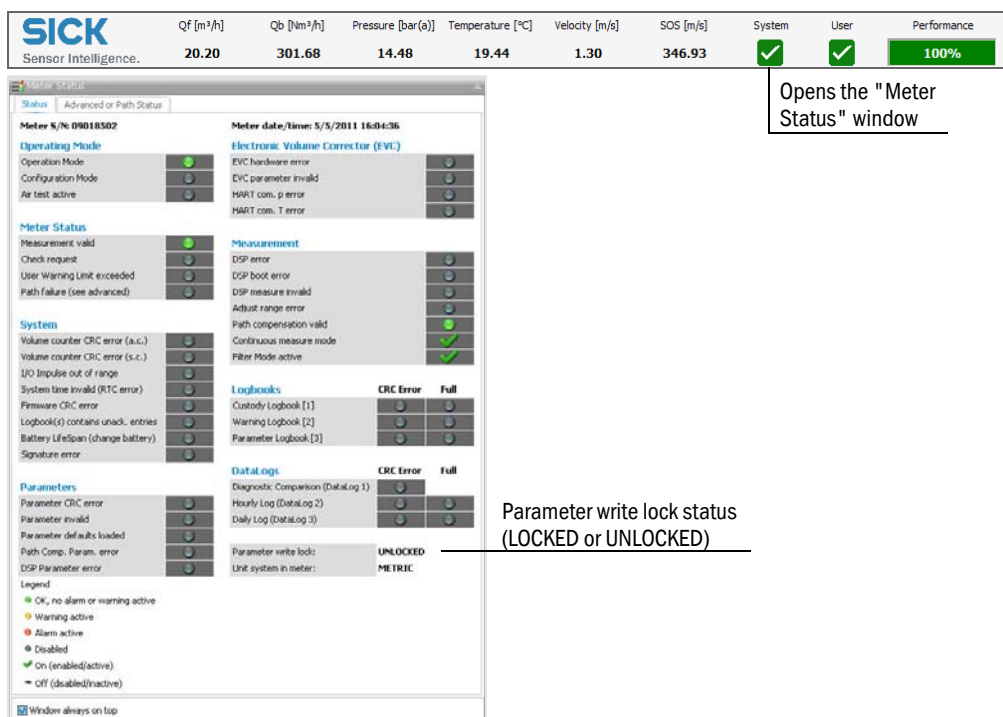 SICK
Sensor Intelligence.
Qf [m³/h] Qb [Nm³/h] Pressure [bar(a)] Temperature [°C] Velocity [m/s] SOS [m/s] System User Performance
20.20 301.68 14.48 19.44 1.30 346.93 100%
Opens the "Meter
Status" window
Meter Status
Status Advanced or Path Status
Meter S/N: 09018502 Meter date/time: 5/5/2011 16:04:36
Operating Mode
Operation Mode
Configuration Mode
Air test active
Electronic Volume Corrector (EVC)
EVC hardware error
EVC parameter invalid
HART com. p error
HART com. T error
Meter Status
Measurement valid
Check request
User Warning Limit exceeded
Path failure (see advanced)
Measurement
DSP error
DSP boot error
DSP measure invalid
Adjust range error
Path compensation valid
Continuous measure mode
Filter Mode active
System
Volume counter CRC error (a.c.)
Volume counter CRC error (s.c.)
I/O Impulse out of range
System time invalid (RTC error)
Firmware CRC error
Logbook(s) contains unack. entries
Battery LifeSpan (change battery)
Signature error
Logbooks CRC Error Full
Custody Logbook [1]
Warning Logbook [2]
Parameter Logbook [3]
DataLogs CRC Error Full
Diagnostic Comparison (DataLog 1)
Hourly Log (DataLog 2)
Daily Log (DataLog 3)
Parameters
Parameter CRC error
Parameter invalid
Parameter defaults loaded
Path Comp. Param. error
DSP Parameter error
Parameter write lock: UNLOCKED
Unit system in meter: METRIC
Parameter write lock status
(LOCKED or UNLOCKED)
Legend
OK, no alarm or warning active
Warning active
Alarm active
Disabled
On (enabled/active)
Off (disabled/inactive)
Window always on top